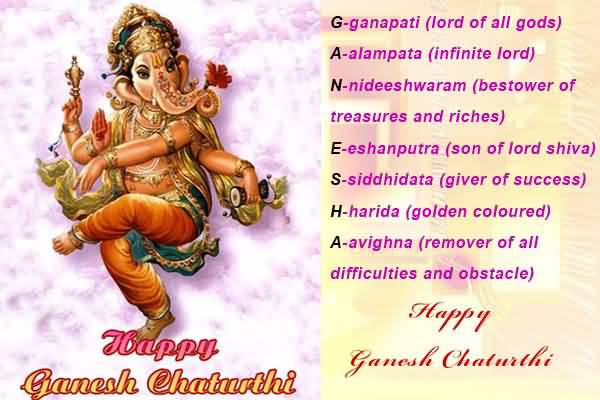 Happy
Ganesh Chaturthi
G-ganapati (lord of all gods)
A-alampata (infinite lord)
N-nideeshwaram (bestower of
treasures and riches)
E-eshanputra (son of lord shiva)
S-siddhidata (giver of success)
H-harida (golden coloured)
A-avighna (remover of all
difficulties and obstacle)
Happy
Ganesh Chaturthi